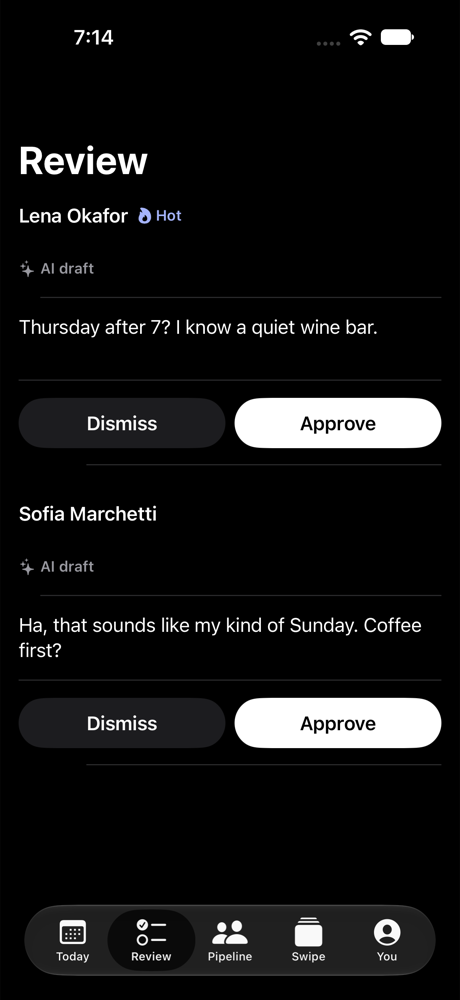 7:14
Review
Lena Okafor Hot
AI draft
Thursday after 7? I know a quiet wine bar.
Dismiss Approve
Sofia Marchetti
AI draft
Ha, that sounds like my kind of Sunday. Coffee
first?
Dismiss Approve
Today Review Pipeline Swipe You